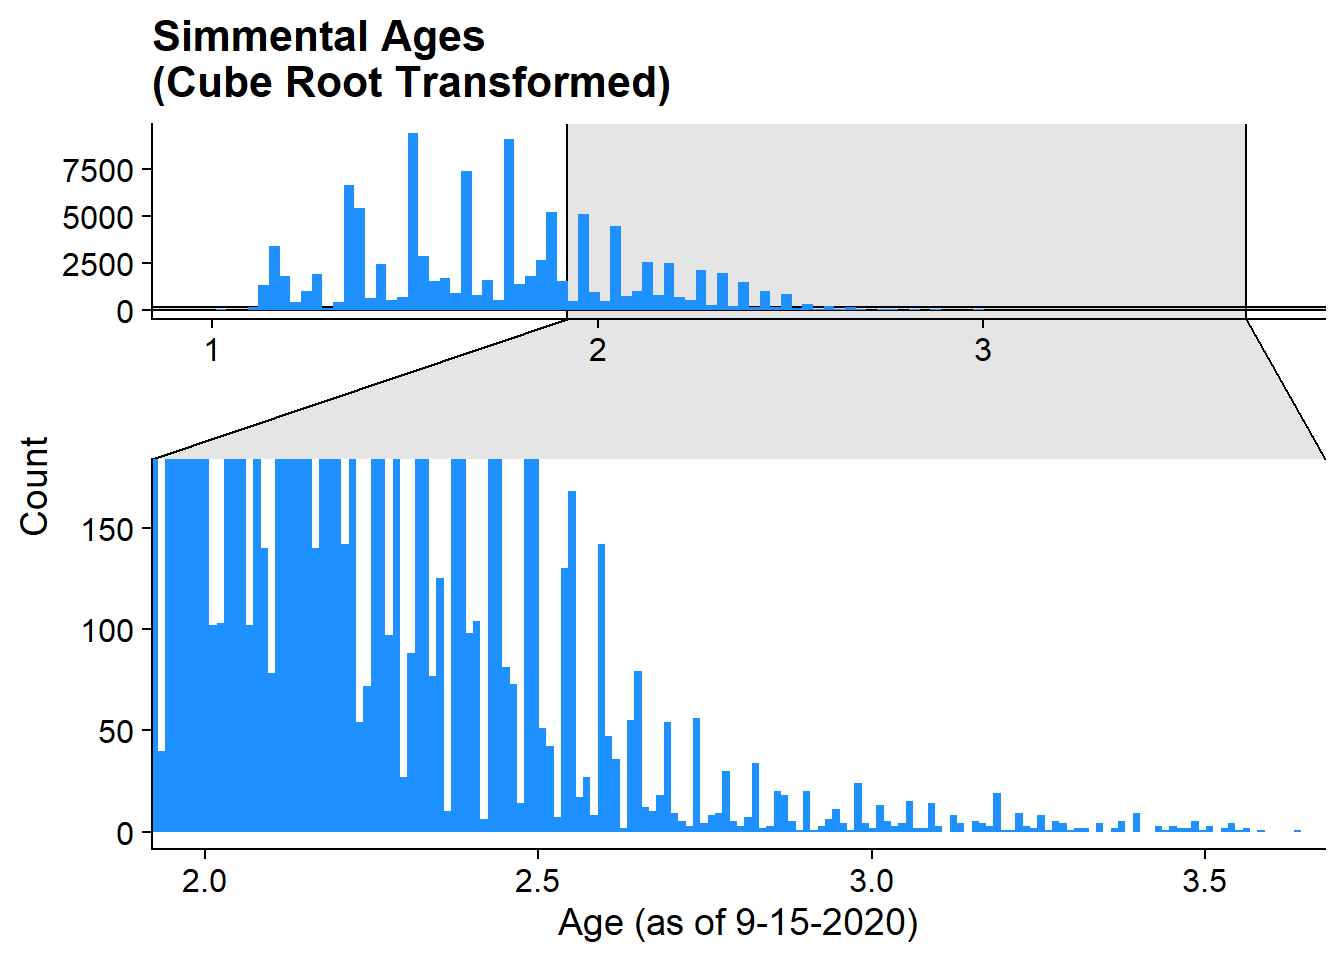 Simmental Ages
(Cube Root Transformed)
7500
5000
2500
0
1 2 3
Count
150
100
50
0
2.0 2.5 3.0 3.5
Age (as of 9-15-2020)